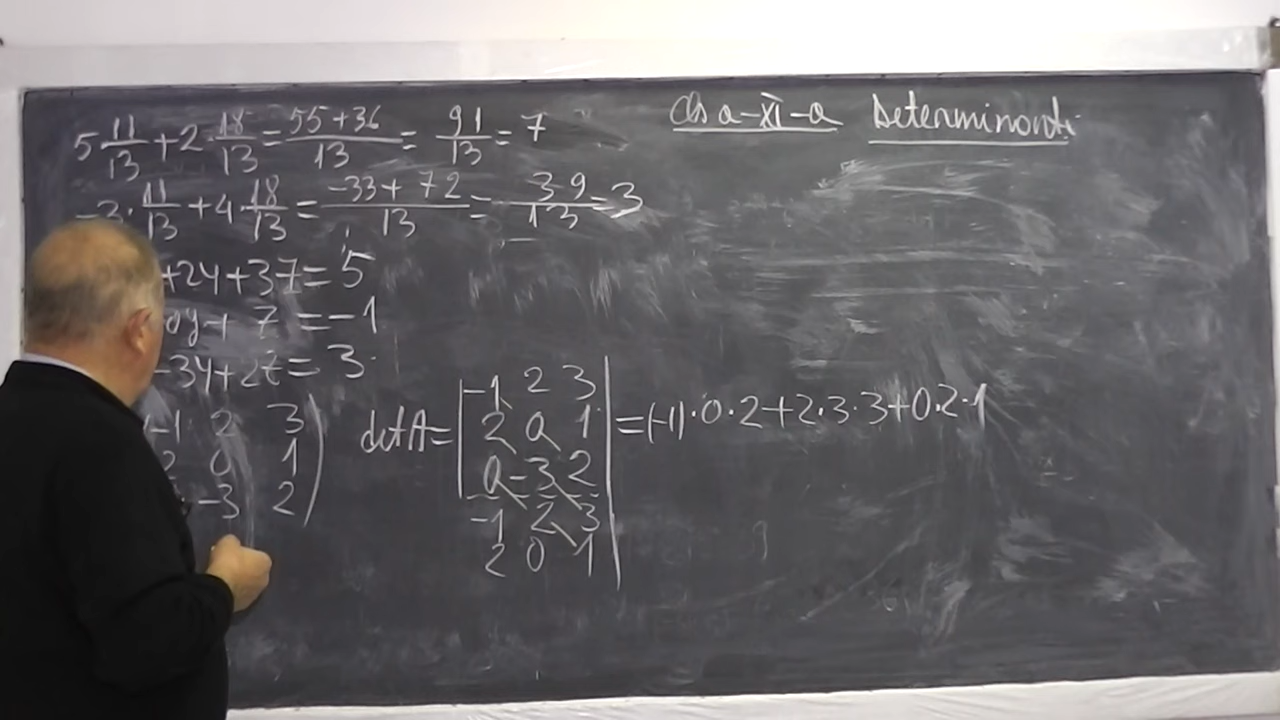 cls a-XI-a Determinanti
5·11/13+2·18/13=55+36/13=91/13=7
-3·11/13+4·18/13=-33+72/13=39/13=3
+2y+3z=5
0y+z=-1
-3y+2z=3
-1 2 3
2 0 1
-3 2
detA=|-1 2 3
2 0 1
0 -3 2
-1 2 3
2 0 1|
=(-1)·0·2+2·3·3+0·2·1